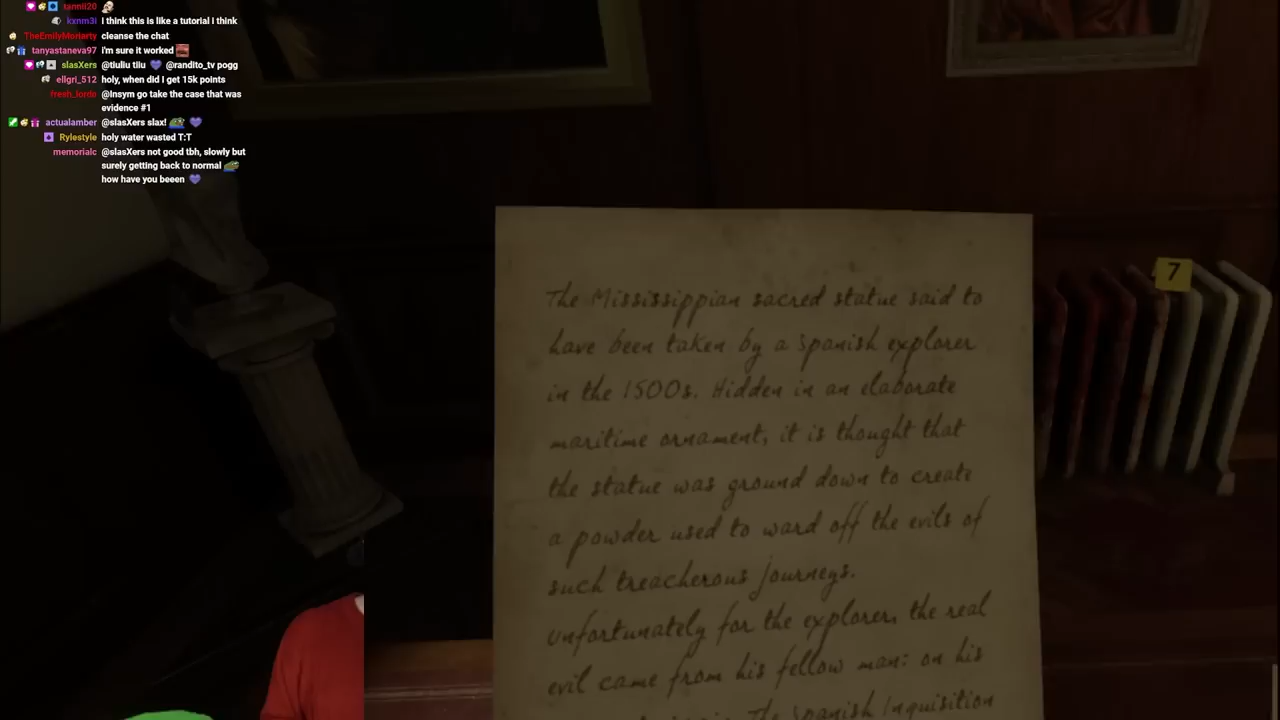 tannii20
kxnm3i I think this is like a tutorial i think
TheEmilyMoriarty cleanse the chat
tanyastaneva97 i'm sure it worked
slasXers @tiuliu tiiu @randito_tv pogg
ellgri_512 holy, when did I get 15k points
fresh_lordo @Insym go take the case that was
evidence #1
actualamber @slasXers slax!
Rylestyle holy water wasted T:T
memorialc @slasXers not good tbh, slowly but
surely getting back to normal
how have you beeen
7
The Mississippian sacred statue said to
have been taken by a Spanish explorer
in the 1500s. Hidden in an elaborate
maritime ornament, it is thought that
the statue was ground down to create
a powder used to ward off the evils of
such treacherous journeys.
Unfortunately for the explorer, the real
evil came from his fellow man: on his
The Spanish Inquisition